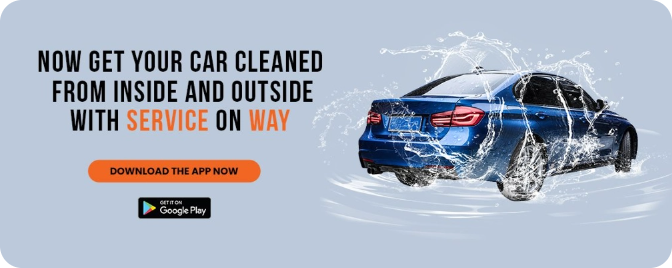 NOW GET YOUR CAR CLEANED
FROM INSIDE AND OUTSIDE
WITH SERVICE ON WAY
DOWNLOAD THE APP NOW
GET IT ON
Google Play